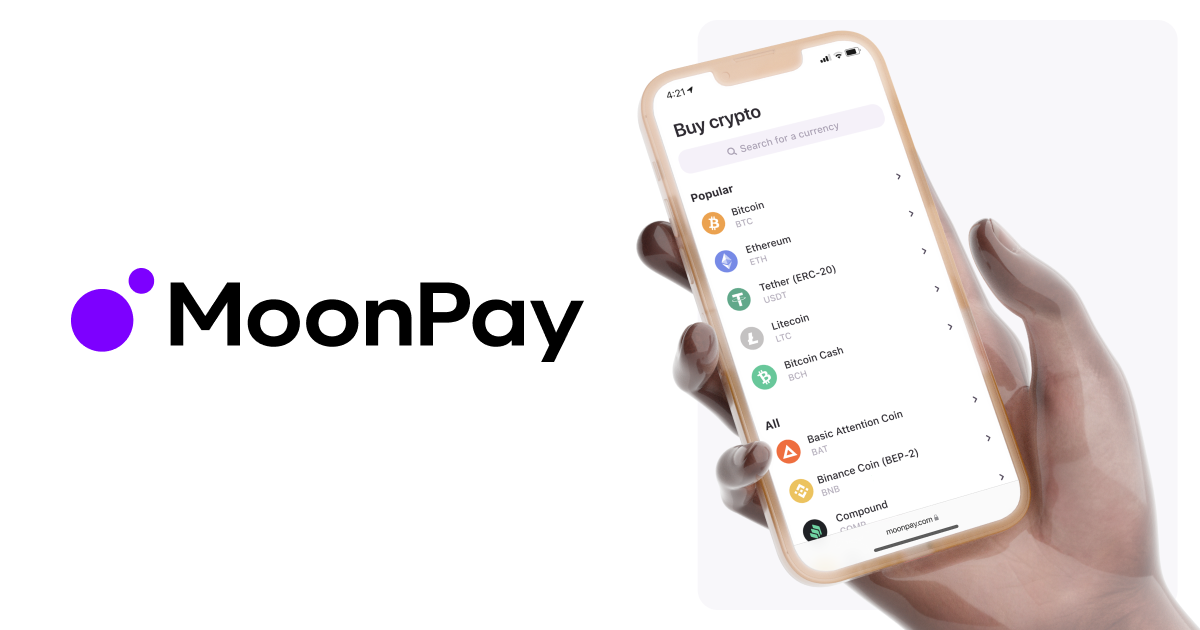 MoonPay
4:21
Buy crypto
Search for a currency
Popular
Bitcoin
BTC
Ethereum
ETH
Tether (ERC-20)
USDT
Litecoin
LTC
Bitcoin Cash
BCH
All
Basic Attention Coin
BAT
Binance Coin (BEP-2)
BNB
Compound
COMP
moonpay.com